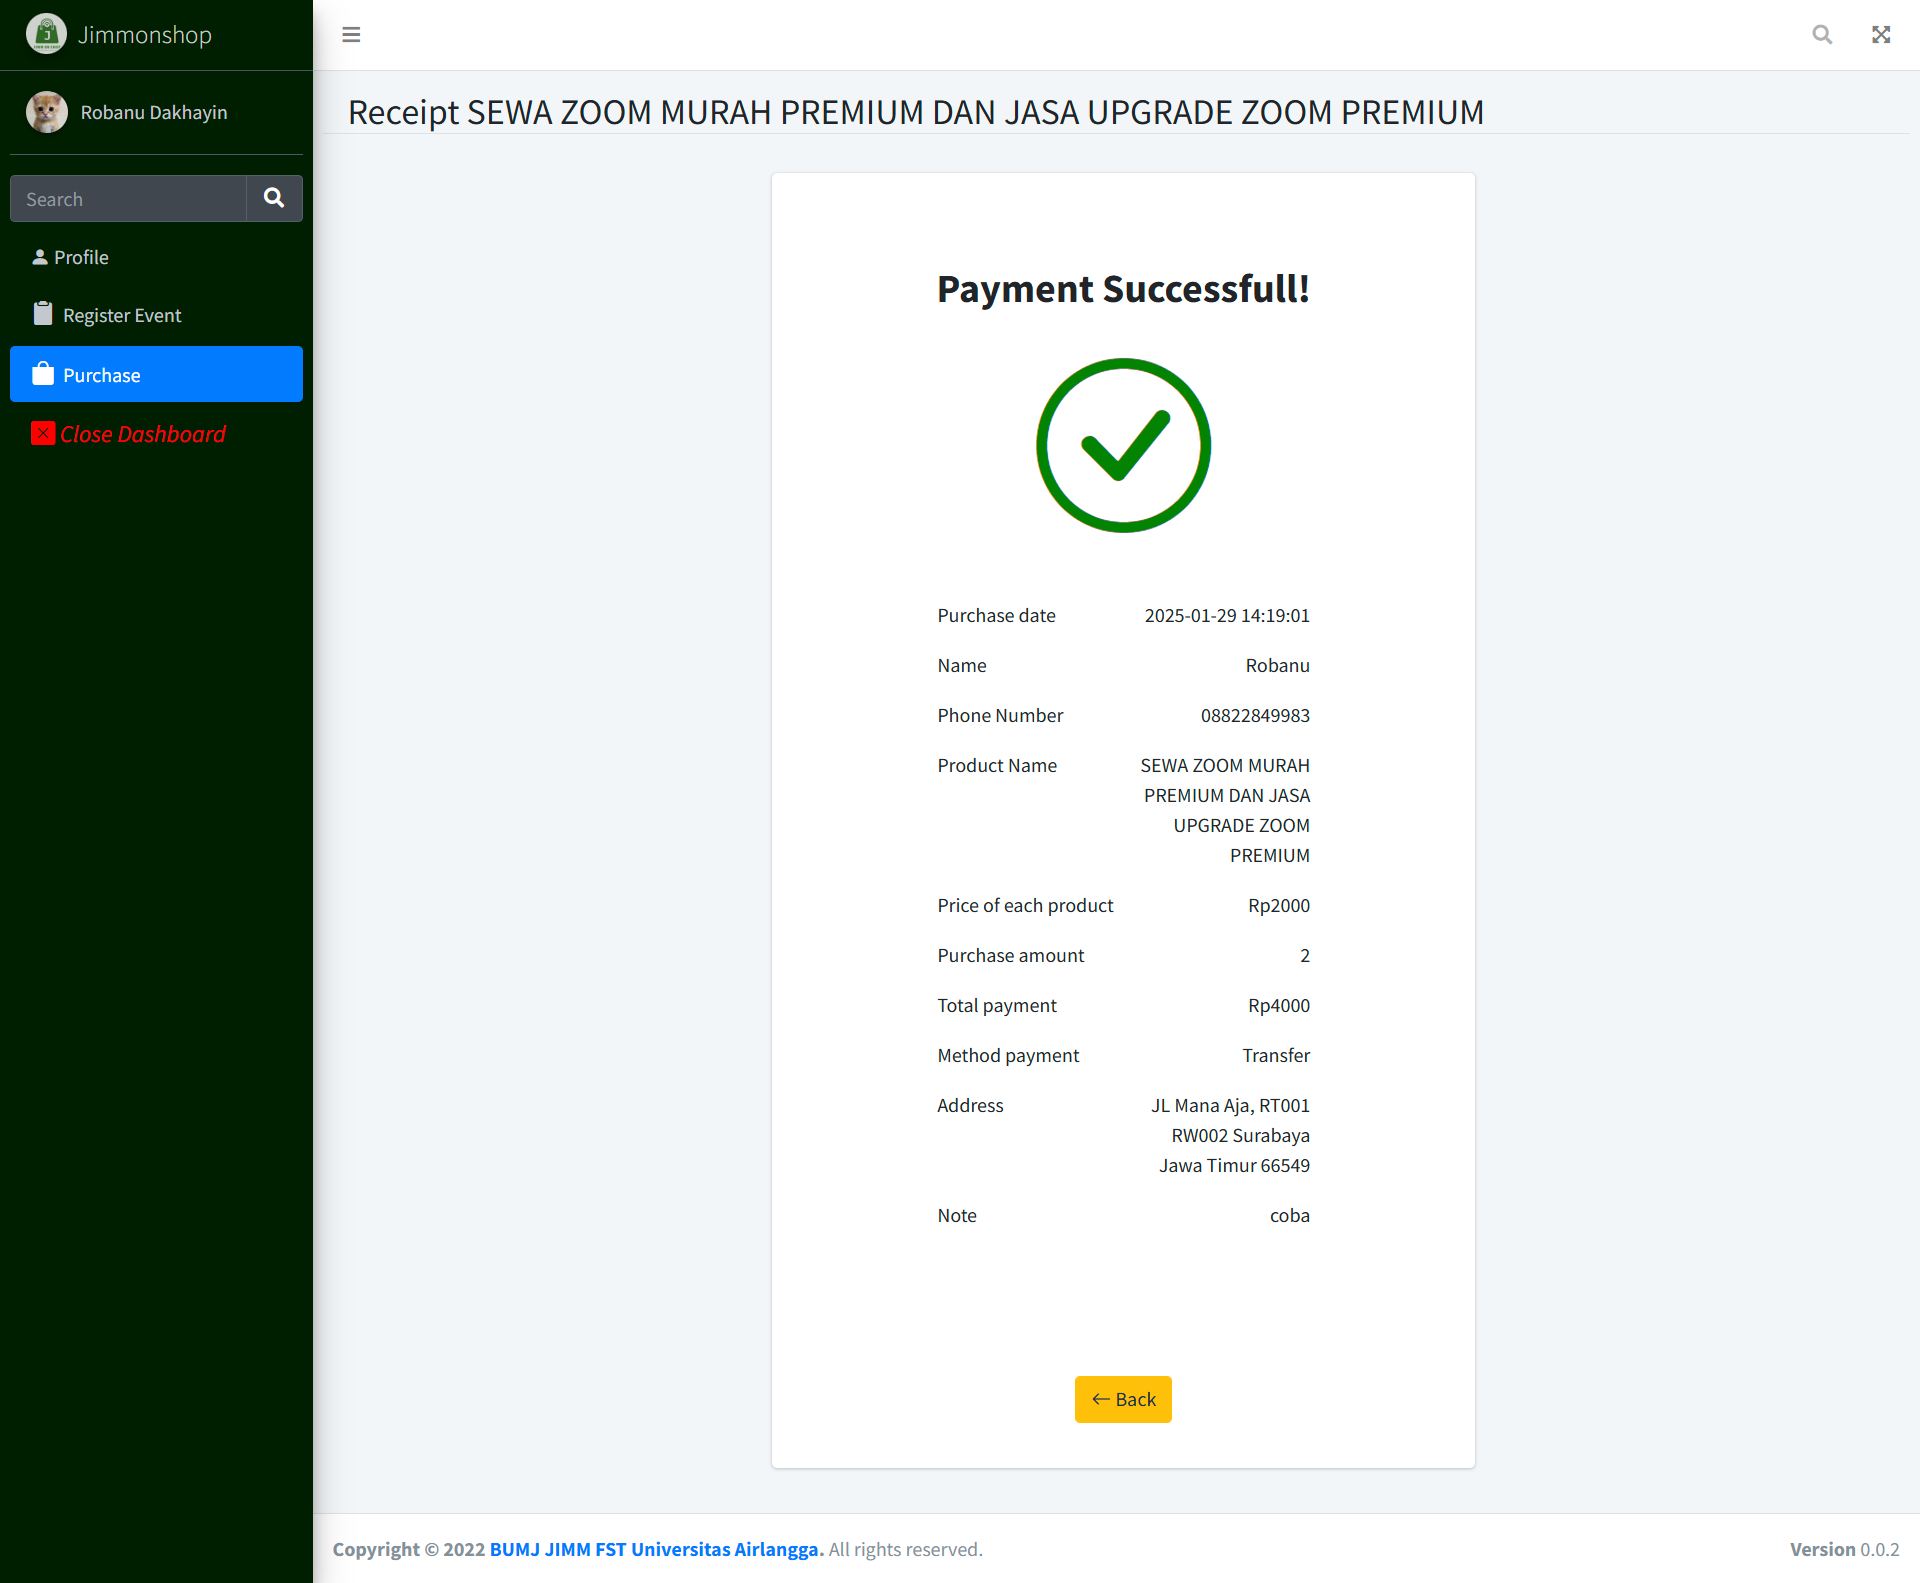 Jimmonshop
Robanu Dakhayin
Search
Profile
Register Event
Purchase
Close Dashboard
Receipt SEWA ZOOM MURAH PREMIUM DAN JASA UPGRADE ZOOM PREMIUM
Payment Successfull!
Purchase date 2025-01-29 14:19:01
Name Robanu
Phone Number 08822849983
Product Name SEWA ZOOM MURAH
PREMIUM DAN JASA
UPGRADE ZOOM
PREMIUM
Price of each product Rp2000
Purchase amount 2
Total payment Rp4000
Method payment Transfer
Address JL Mana Aja, RT001
RW002 Surabaya
Jawa Timur 66549
Note coba
← Back
Copyright © 2022 BUMJ JIMM FST Universitas Airlangga. All rights reserved.
Version 0.0.2